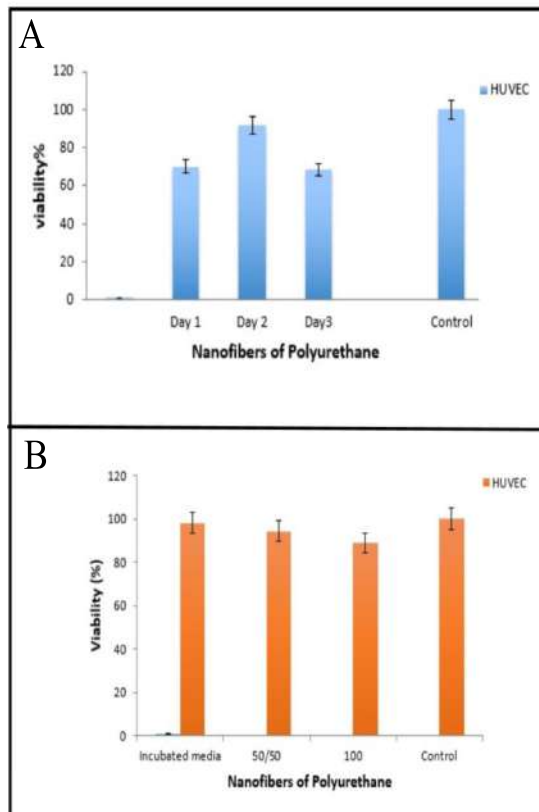 A
120
100
80
60
40
20
0
viability%
HUVEC
Day 1 Day 2 Day3 Control
Nanofibers of Polyurethane
B
120
100
80
60
40
20
0
Viability (%)
HUVEC
Incubated media 50/50 100 Control
Nanofibers of Polyurethane